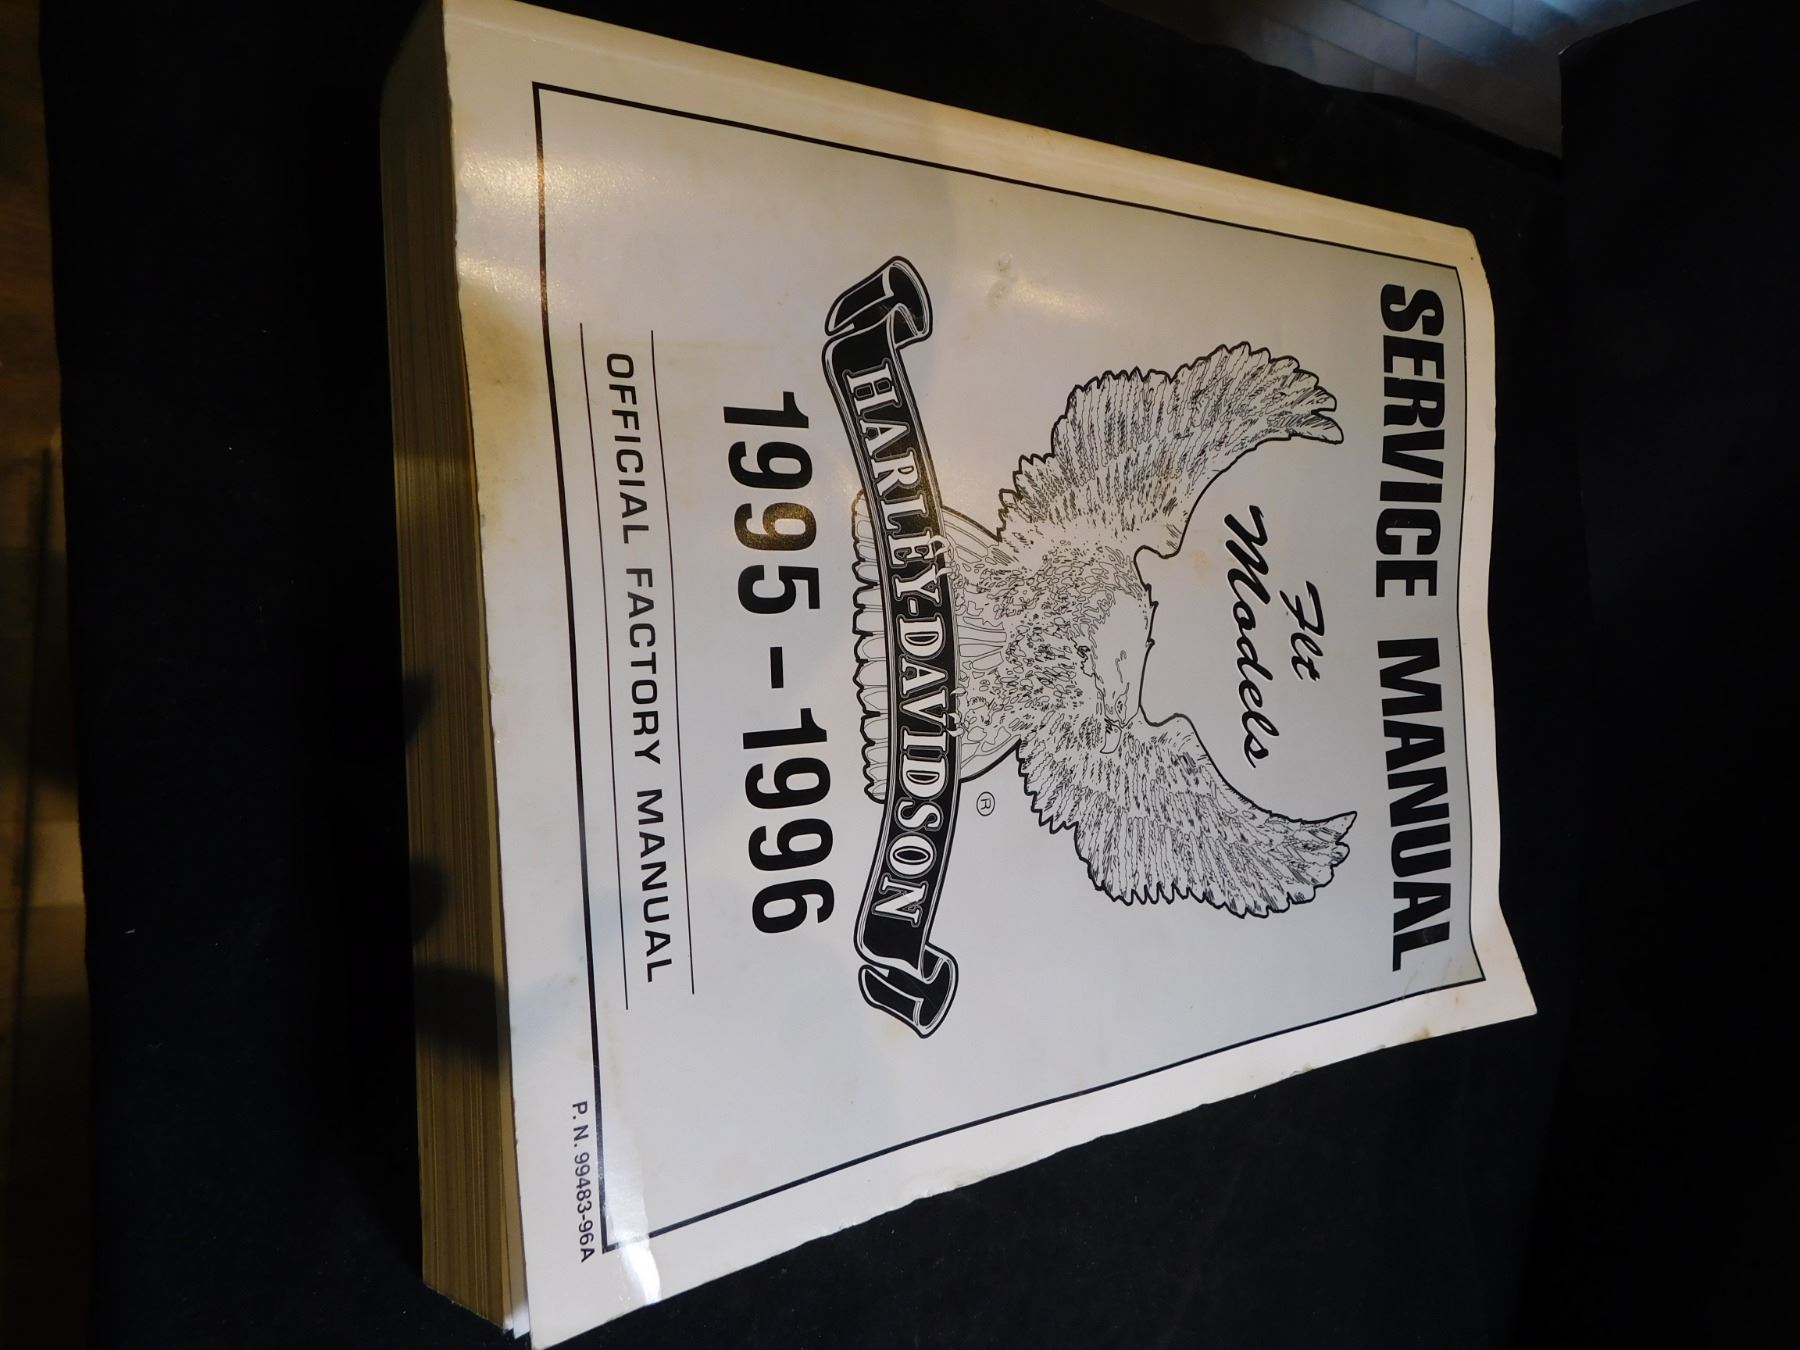 SERVICE MANUAL
Flt
Models
®
HARLEY-DAVIDSON
1995-1996
OFFICIAL FACTORY MANUAL
P. N. 99483-96A